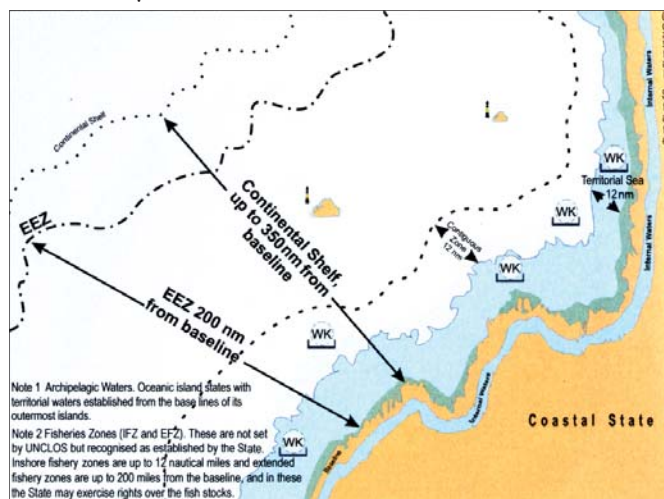 Continental Shelf
EEZ
Continental Shelf,
up to 350nm from
baseline
EEZ 200 nm
from baseline
Contiguous
Zone
12 nm
Territorial Sea
12nm
WK
WK
WK
WK
WK
Internal Waters
Internal Waters
Internal Waters
Baseline
Coastal State
Note 1 Archipelagic Waters. Oceanic island states with
territorial waters established from the base lines of its
outermost islands.
Note 2 Fisheries Zones (IFZ and EFZ). These are not set
by UNCLOS but recognised as established by the State.
Inshore fishery zones are up to 12 nautical miles and extended
fishery zones are up to 200 miles from the baseline, and in these
the State may exercise rights over the fish stocks.